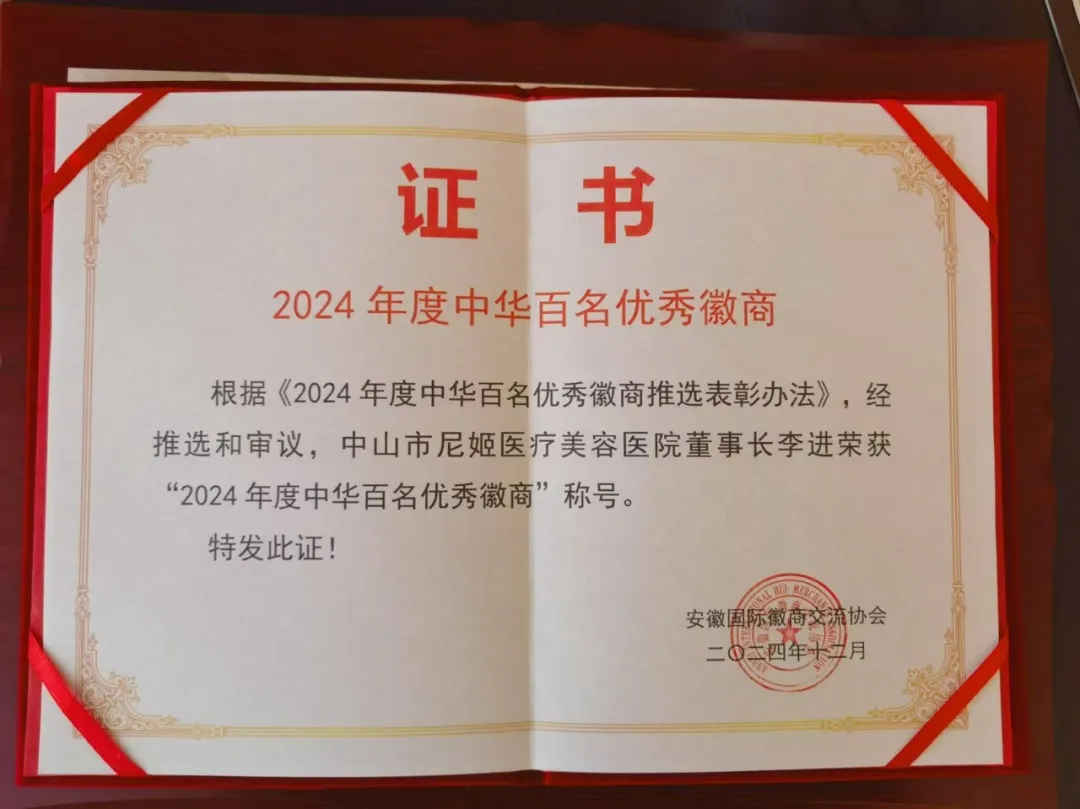 证书
2024 年度中华百名优秀徽商
根据《2024 年度中华百名优秀徽商推选表彰办法》，经
推选和审议，中山市尼姬医疗美容医院董事长李进荣获
“2024 年度中华百名优秀徽商”称号。
特发此证！
安徽国际徽商交流协会
二〇二四年十二月